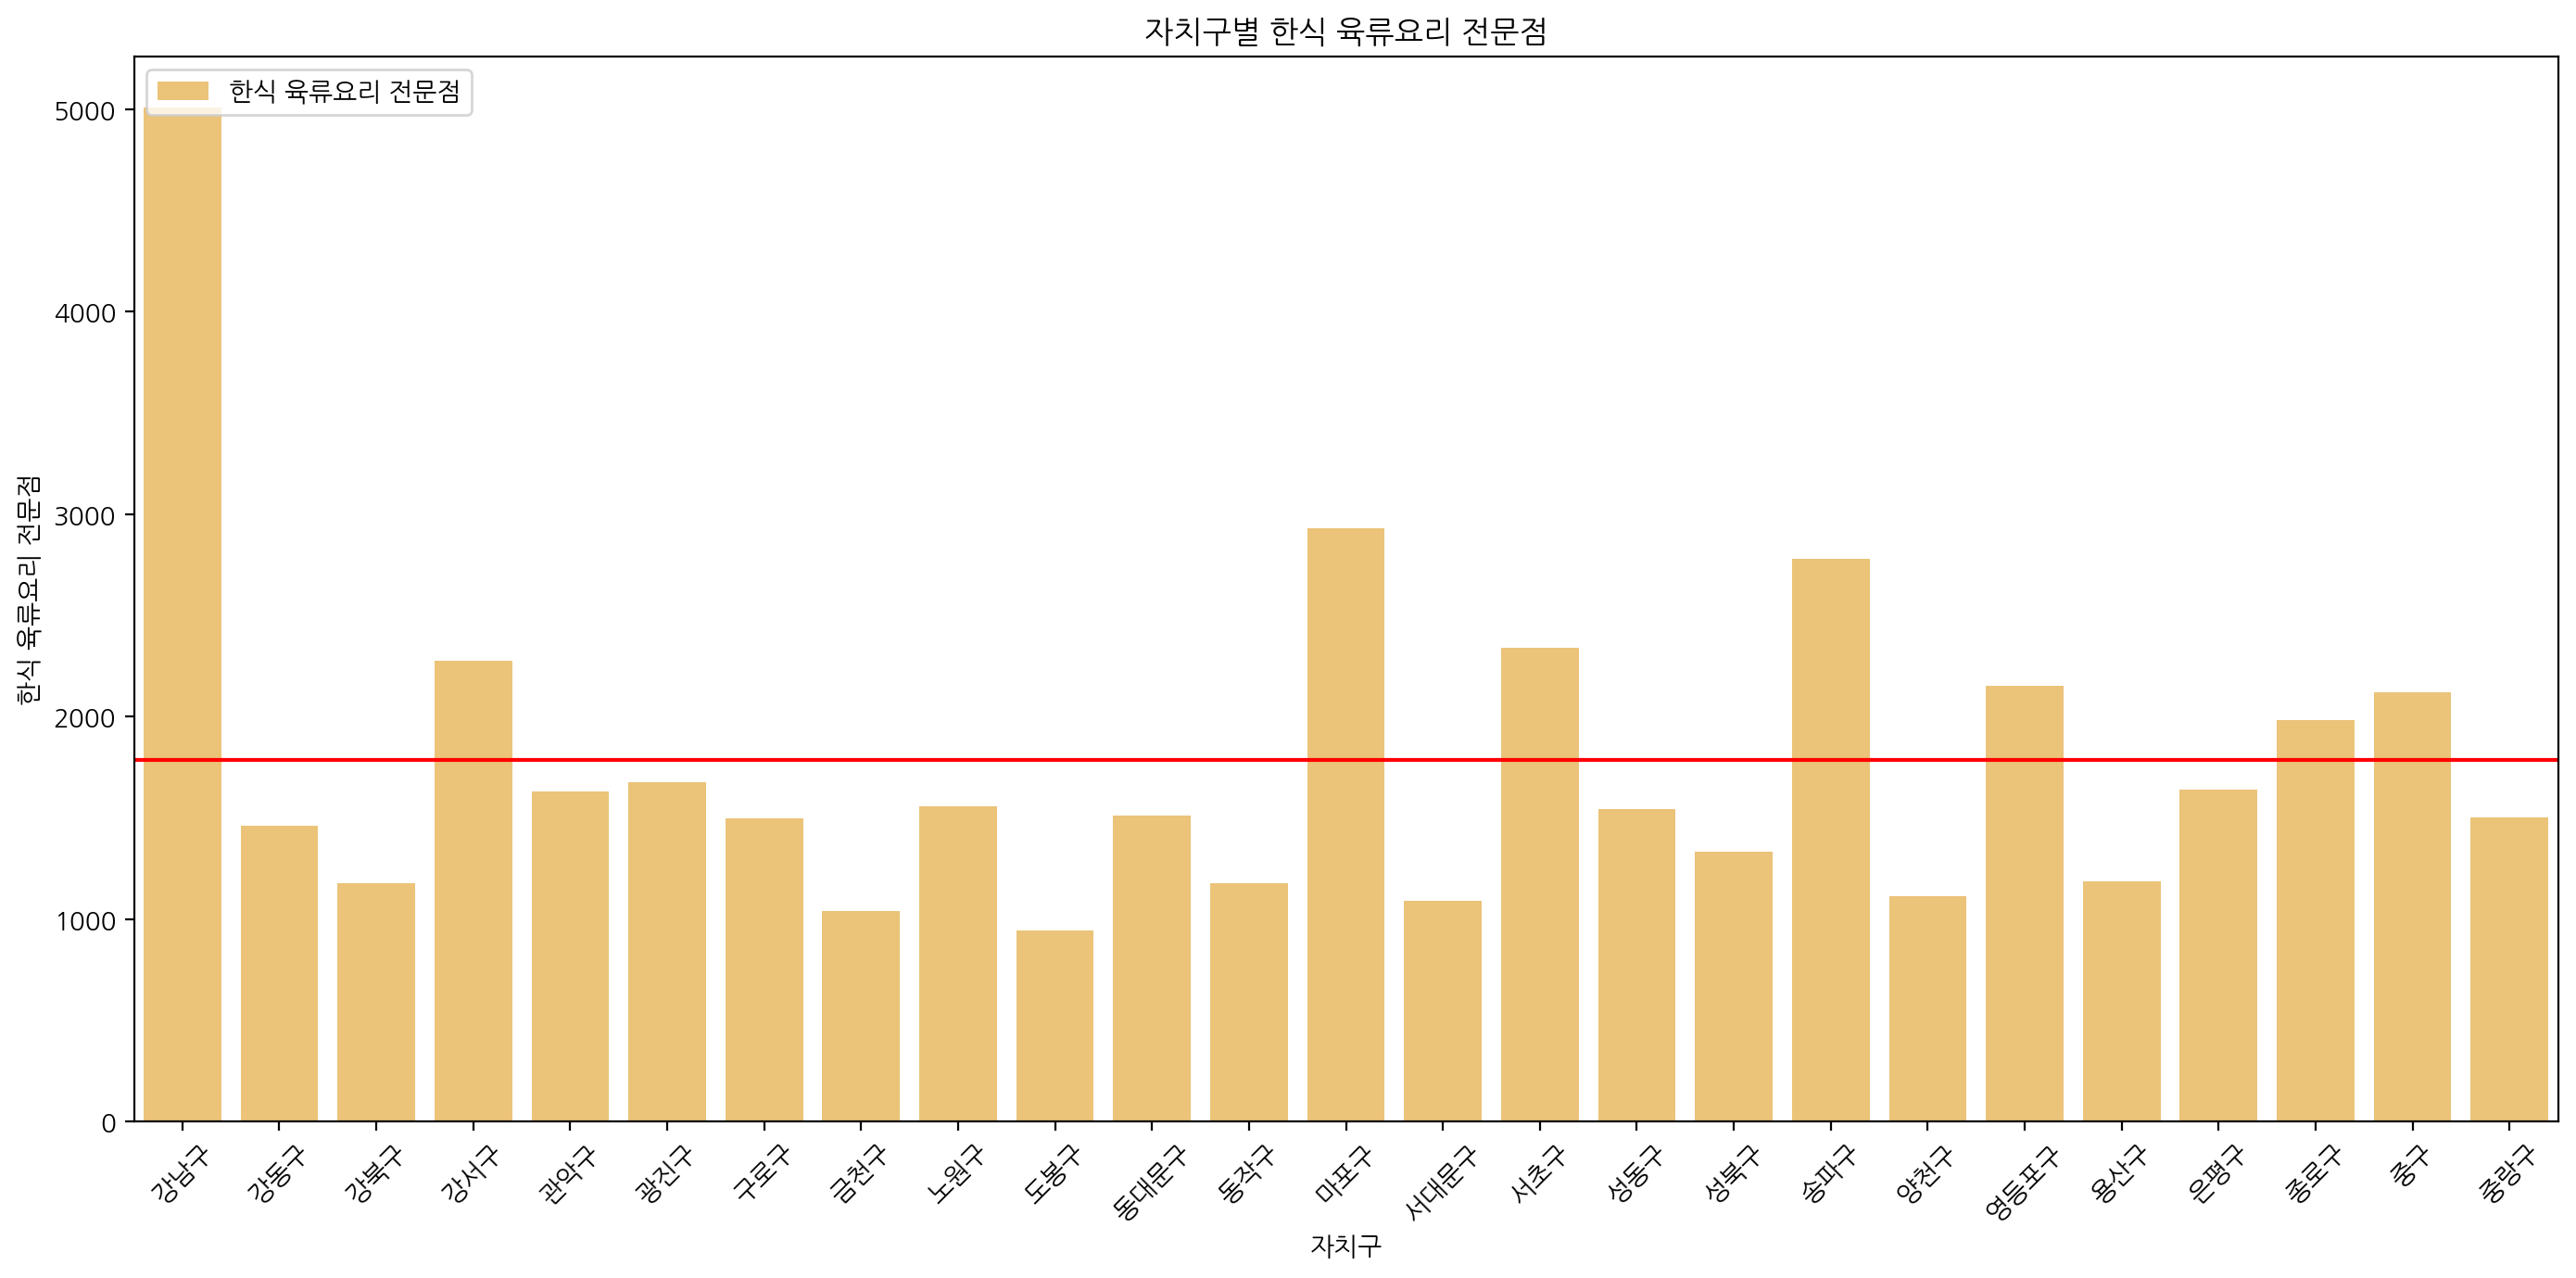 자치구별 한식 육류요리 전문점
한식 육류요리 전문점
5000
4000
3000
2000
1000
0
한식 육류요리 전문점
강남구
강동구
강북구
강서구
관악구
광진구
구로구
금천구
노원구
도봉구
동대문구
동작구
마포구
서대문구
서초구
성동구
성북구
송파구
양천구
영등포구
용산구
은평구
종로구
중구
중랑구
자치구